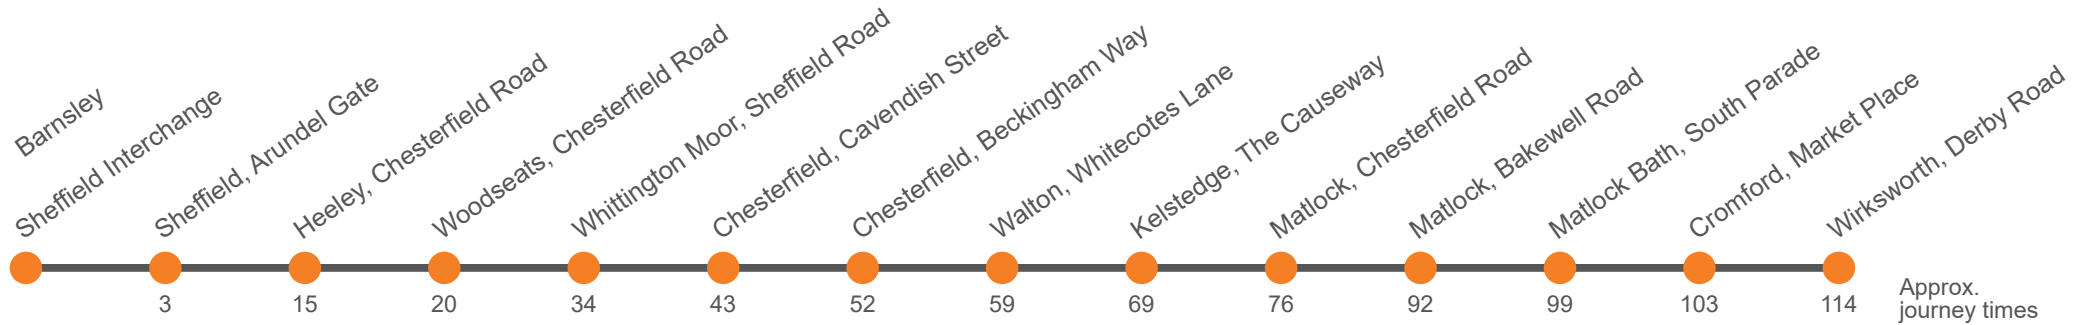 Barnsley
Sheffield Interchange
Sheffield, Arundel Gate
Heeley, Chesterfield Road
Woodseats, Chesterfield Road
Whittington Moor, Sheffield Road
Chesterfield, Cavendish Street
Chesterfield, Beckingham Way
Walton, Whitecotes Lane
Kelstedge, The Causeway
Matlock, Chesterfield Road
Matlock, Bakewell Road
Matlock Bath, South Parade
Cromford, Market Place
Wirksworth, Derby Road
3 15 20 34 43 52 59 69 76 92 99 103 114
Approx.
journey times